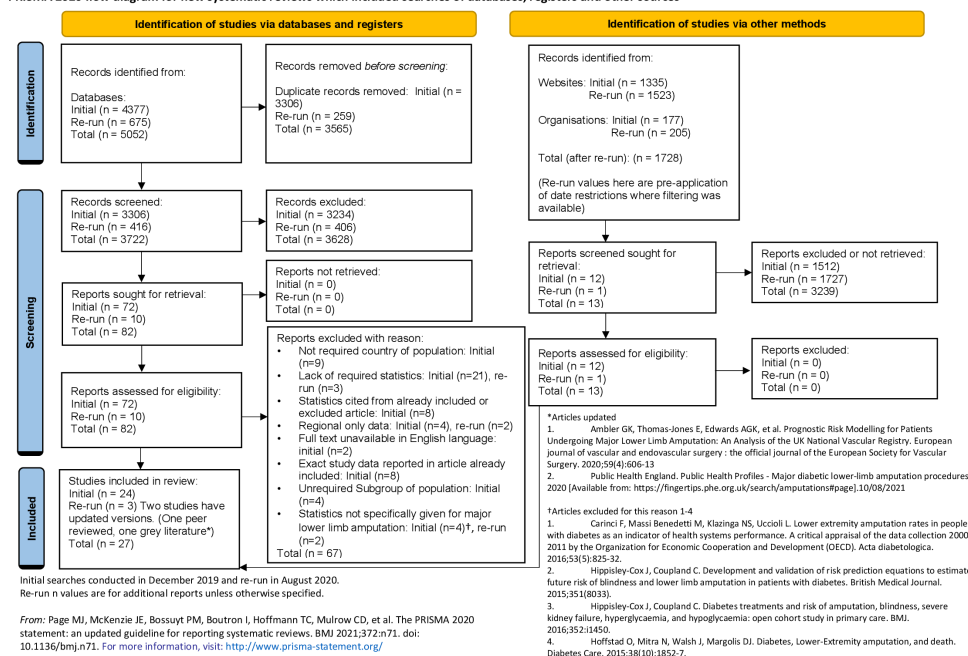 PRISMA 2020 flow diagram for new systematic reviews which included searches of databases, registers and other sources
Identification of studies via databases and registers
Identification of studies via other methods
Identification
Records identified from:
Databases:
Initial (n = 4377)
Re-run (n = 675)
Total (n = 5052)
Records removed before screening:
Duplicate records removed: Initial (n =
3306)
Re-run (n = 259)
Total (n = 3565)
Records identified from:
Websites: Initial (n = 1335)
Re-run (n = 1523)
Organisations: Initial (n = 177)
Re-run (n = 205)
Total (after re-run): (n = 1728)
(Re-run values here are pre-application
of date restrictions where filtering was
available)
Screening
Records screened:
Initial (n = 3306)
Re-run (n = 416)
Total (n = 3722)
Records excluded:
Initial (n = 3234)
Re-run (n = 406)
Total (n = 3628)
Reports sought for retrieval:
Initial (n = 72)
Re-run (n = 10)
Total (n = 82)
Reports not retrieved:
Initial (n = 0)
Re-run (n = 0)
Total (n = 0)
Reports assessed for eligibility:
Initial (n = 72)
Re-run (n = 10)
Total (n = 82)
Reports excluded with reason:
• Not required country of population: Initial
(n=9)
• Lack of required statistics: Initial (n=21), re-
run (n=3)
• Statistics cited from already included or
excluded article: Initial (n=8)
• Regional only data: Initial (n=4), re-run (n=2)
• Full text unavailable in English language:
initial (n=2)
• Exact study data reported in article already
included: Initial (n=8)
• Unrequired Subgroup of population: Initial
(n=4)
• Statistics not specifically given for major
lower limb amputation: Initial (n=4)†, re-run
(n=2)
Total (n = 67)
Reports screened sought for
retrieval:
Initial (n = 12)
Re-run (n = 1)
Total (n = 13)
Reports excluded or not retrieved:
Initial (n = 1512)
Re-run (n = 1727)
Total (n = 3239)
Reports assessed for eligibility:
Initial (n = 12)
Re-run (n = 1)
Total (n = 13)
Reports excluded:
Initial (n = 0)
Re-run (n = 0)
Total (n = 0)
Included
Studies included in review:
Initial (n = 24)
Re-run (n = 3) Two studies have
updated versions. (One peer
reviewed, one grey literature*)
Total (n = 27)
*Articles updated
1. Ambler GK, Thomas-Jones E, Edwards AGK, et al. Prognostic Risk Modelling for Patients
Undergoing Major Lower Limb Amputation: An Analysis of the UK National Vascular Registry. European
journal of vascular and endovascular surgery : the official journal of the European Society for Vascular
Surgery. 2020;59(4):606-13
2. Public Health England. Public Health Profiles - Major diabetic lower-limb amputation procedures
2020 [Available from: https://fingertips.phe.org.uk/search/amputations#page].10/08/2021
†Articles excluded for this reason 1-4
1. Carinci F, Massi Benedetti M, Klazinga NS, Uccioli L. Lower extremity amputation rates in people
with diabetes as an indicator of health systems performance. A critical appraisal of the data collection 2000-
2011 by the Organization for Economic Cooperation and Development (OECD). Acta diabetologica.
2016;53(5):825-32.
2. Hippisley-Cox J, Coupland C. Development and validation of risk prediction equations to estimate
future risk of blindness and lower limb amputation in patients with diabetes. British Medical Journal.
2015;351(8033).
3. Hippisley-Cox J, Coupland C. Diabetes treatments and risk of amputation, blindness, severe
kidney failure, hyperglycaemia, and hypoglycaemia: open cohort study in primary care. BMJ.
2016;352:i1450.
4. Hoffstad O, Mitra N, Walsh J, Margolis DJ. Diabetes, Lower-Extremity amputation, and death.
Diabetes Care. 2015;38(10):1852-7.
Initial searches conducted in December 2019 and re-run in August 2020.
Re-run n values are for additional reports unless otherwise specified.
From: Page MJ, McKenzie JE, Bossuyt PM, Boutron I, Hoffmann TC, Mulrow CD, et al. The PRISMA 2020
statement: an updated guideline for reporting systematic reviews. BMJ 2021;372:n71. doi:
10.1136/bmj.n71. For more information, visit: http://www.prisma-statement.org/